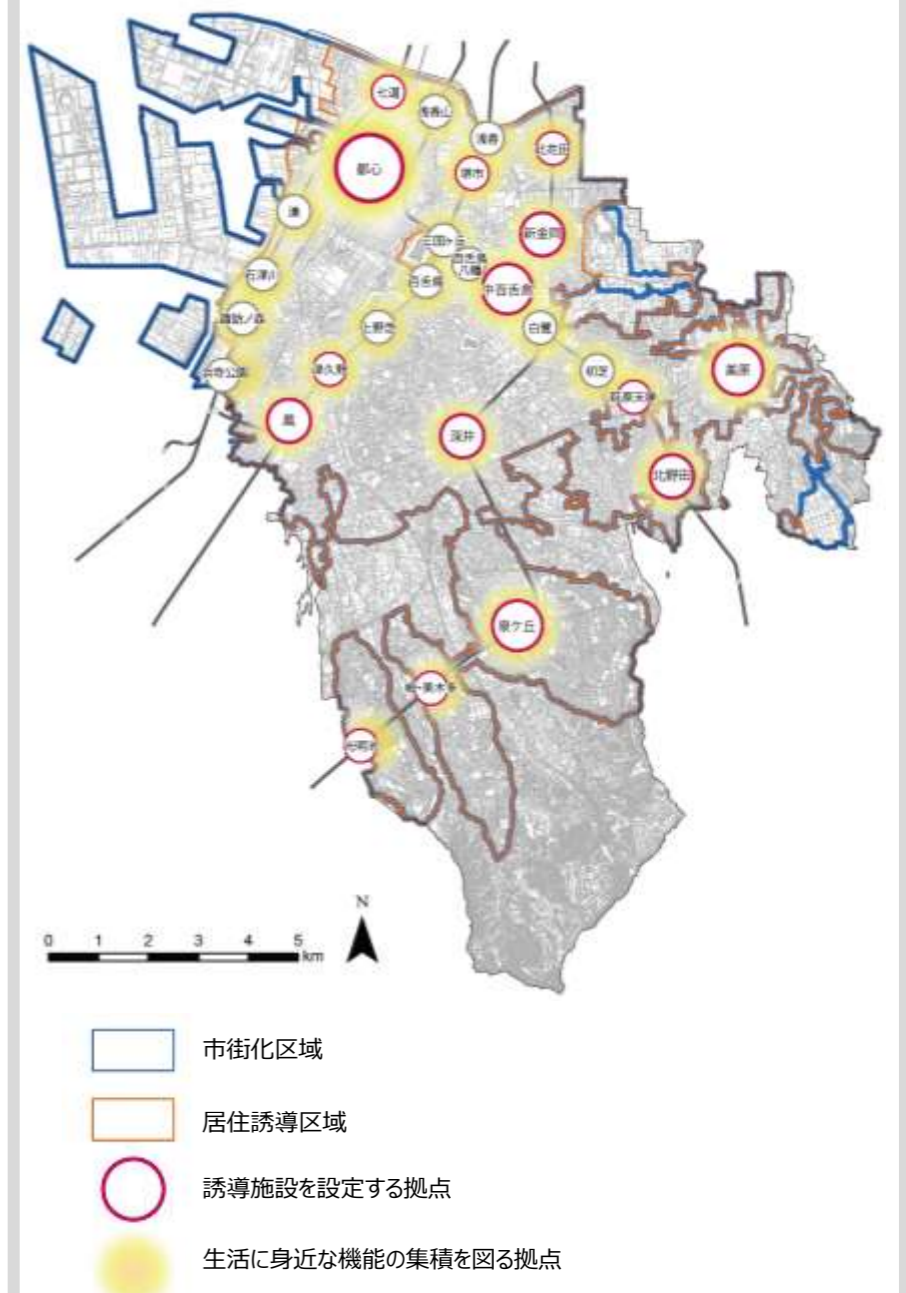 七道
浅香山
浅香
北花田
堺市
都心
湊
三国ヶ丘
新金岡
百舌鳥
八幡
石津川
百舌鳥
中百舌鳥
諏訪ノ森
上野芝
白鷺
浜寺公園
津久野
初芝
美原
萩原天神
鳳
深井
北野田
泉ケ丘
栂・美木多
光明池
N
0 1 2 3 4 5
km
市街化区域
居住誘導区域
誘導施設を設定する拠点
生活に身近な機能の集積を図る拠点